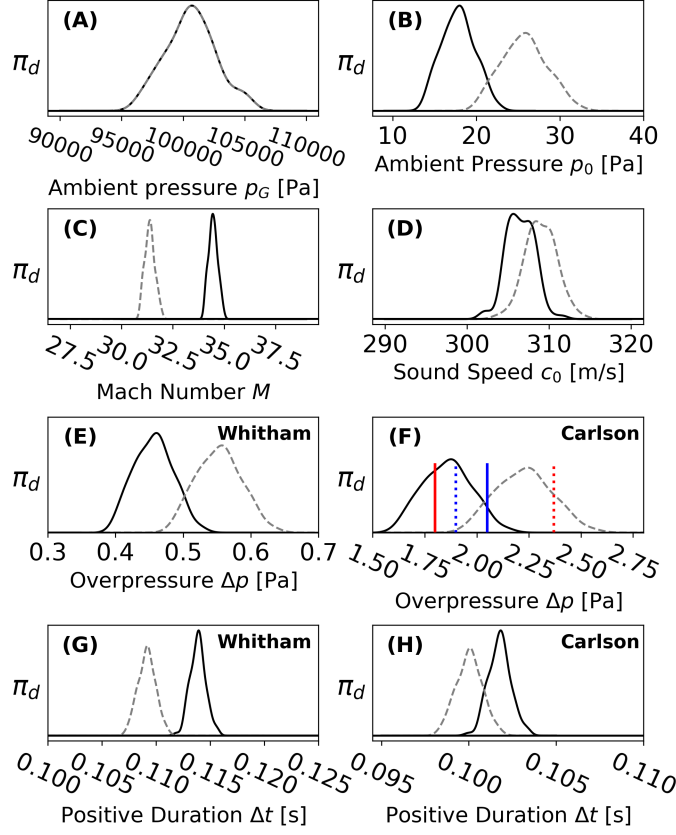 (A)
π_d
90000 95000 100000 105000 110000
Ambient pressure p_G [Pa]
(B)
π_d
10 20 30 40
Ambient Pressure p_0 [Pa]
(C)
π_d
27.5 30.0 32.5 35.0 37.5
Mach Number M
(D)
π_d
290 300 310 320
Sound Speed c_0 [m/s]
(E) Whitham
π_d
0.3 0.4 0.5 0.6 0.7
Overpressure Δp [Pa]
(F) Carlson
π_d
1.50 1.75 2.00 2.25 2.50 2.75
Overpressure Δp [Pa]
(G) Whitham
π_d
0.100 0.105 0.110 0.115 0.120 0.125
Positive Duration Δt [s]
(H) Carlson
π_d
0.095 0.100 0.105 0.110
Positive Duration Δt [s]